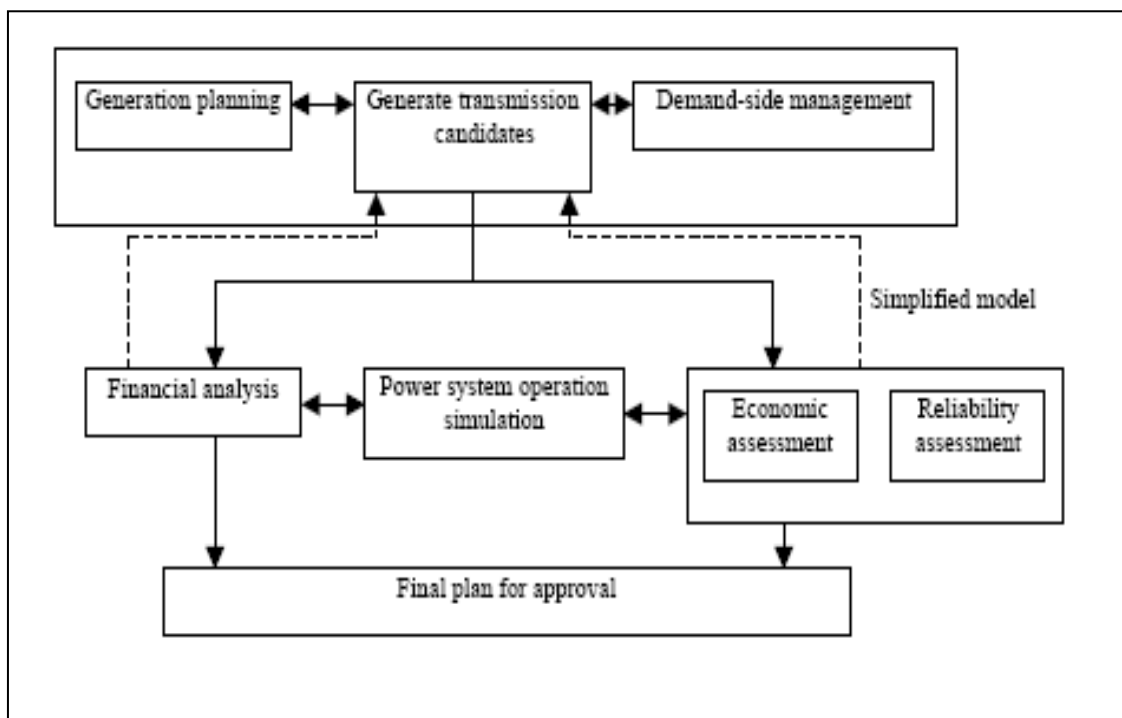 Generation planning
Generate transmission
candidates
Demand-side management
Simplified model
Financial analysis
Power system operation
simulation
Economic
assessment
Reliability
assessment
Final plan for approval